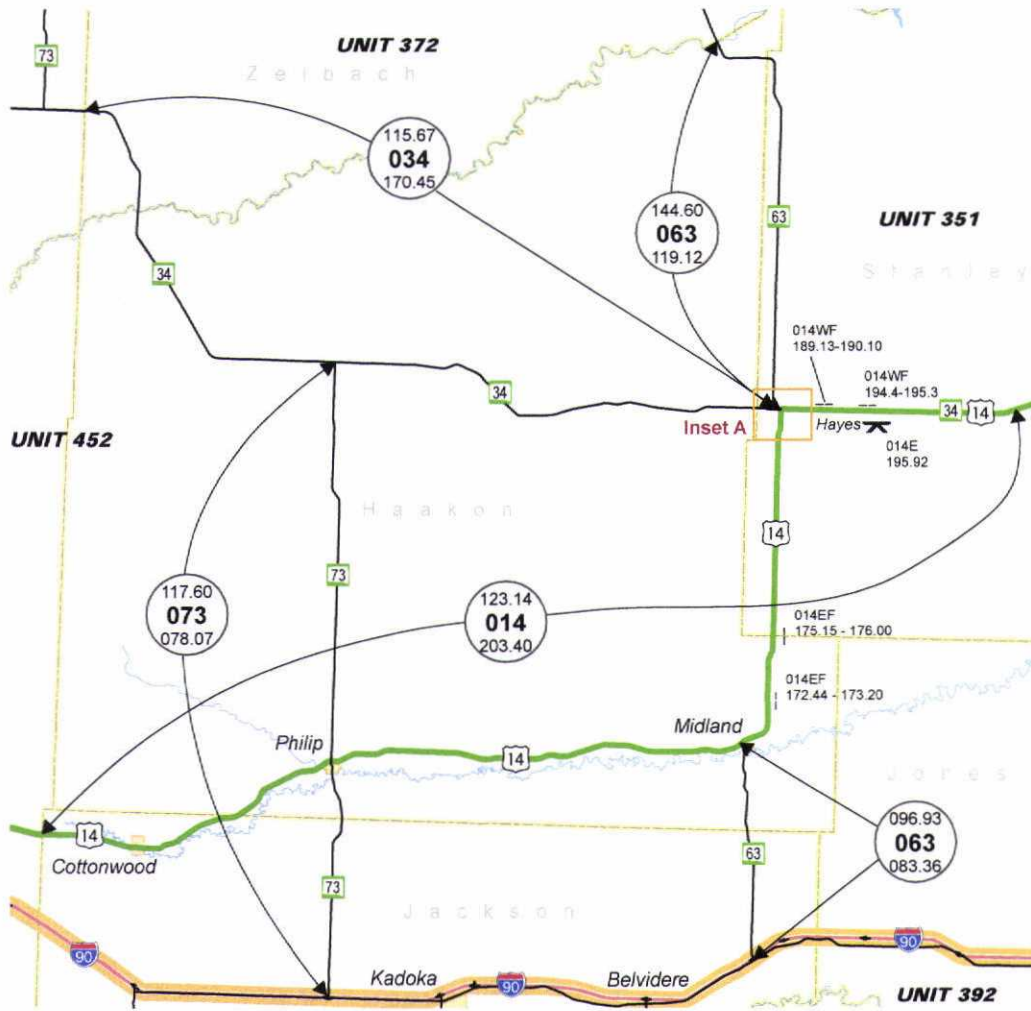 73
UNIT 372
Zeibach
115.67
034
170.45
144.60
063
119.12
63
UNIT 351
Stanley
34
014WF
189.13-190.10
014WF
194.4-195.3
34
34
14
Inset A
Hayes
014E
195.92
UNIT 452
Haakon
14
73
117.60
073
078.07
123.14
014
203.40
014EF
175.15 - 176.00
014EF
172.44 - 173.20
Midland
Philip
14
Jones
14
Cottonwood
096.93
063
083.36
63
73
Jackson
90
90
Kadoka
90
Belvidere
UNIT 392